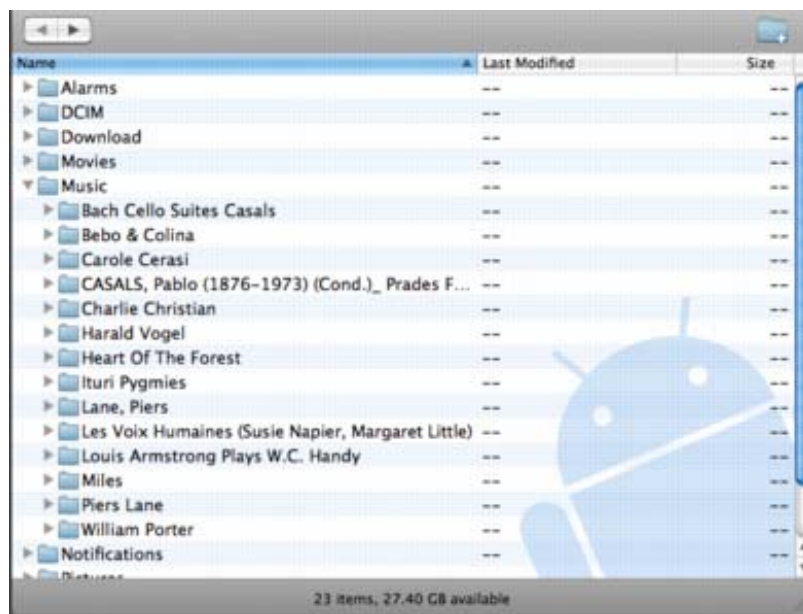 Name Last Modified Size
Alarms -- --
DCIM -- --
Download -- --
Movies -- --
Music -- --
Bach Cello Suites Casals -- --
Bebo & Colina -- --
Carole Cerasi -- --
CASALS, Pablo (1876-1973) (Cond.)_ Prades F... -- --
Charlie Christian -- --
Harald Vogel -- --
Heart Of The Forest -- --
Ituri Pygmies -- --
Lane, Piers -- --
Les Voix Humaines (Susie Napier, Margaret Little) -- --
Louis Armstrong Plays W.C. Handy -- --
Miles -- --
Piers Lane -- --
William Porter -- --
Notifications -- --
Pictures
23 items, 27.40 GB available